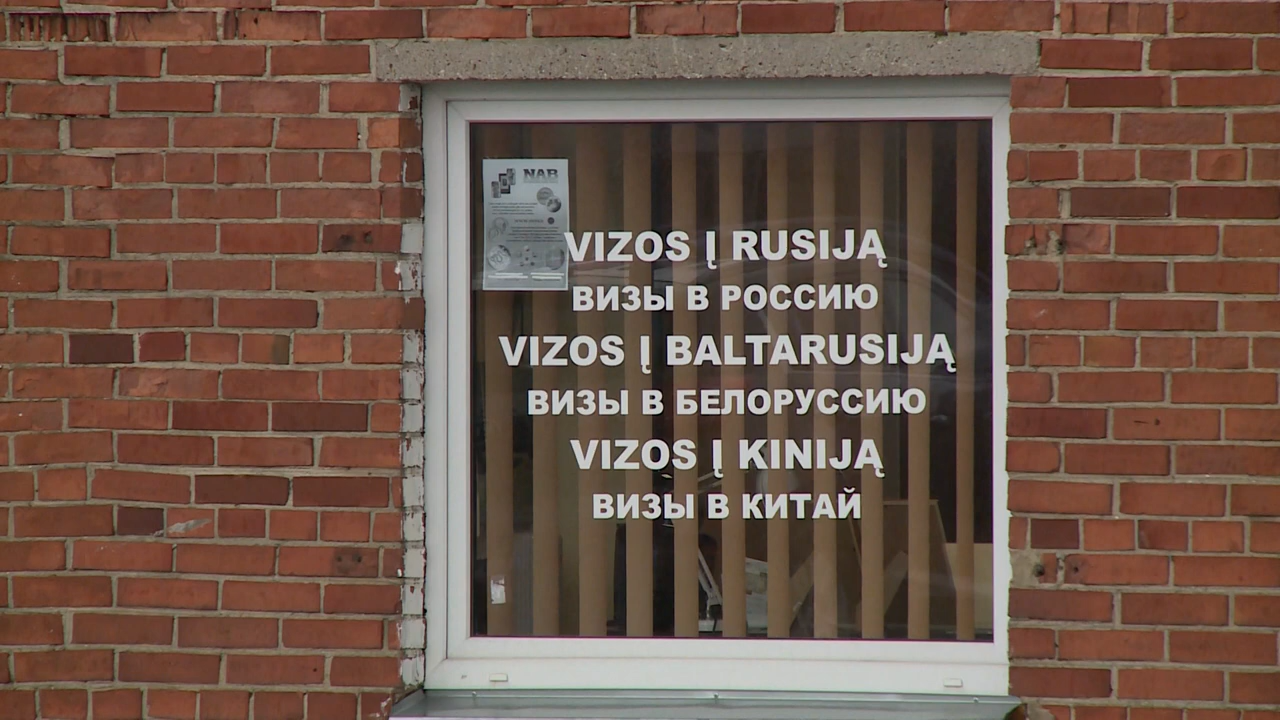 NAB
VIZOS Į RUSIJĄ
ВИЗЫ В РОССИЮ
VIZOS Į BALTARUSIJĄ
ВИЗЫ В БЕЛОРУССИЮ
VIZOS Į KINIJĄ
ВИЗЫ В КИТАЙ